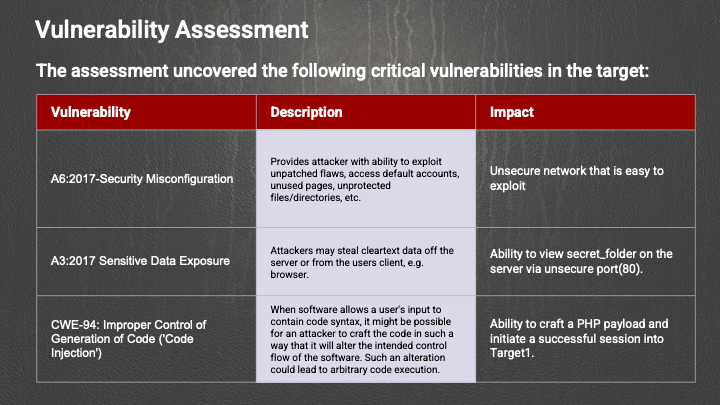 Vulnerability Assessment
The assessment uncovered the following critical vulnerabilities in the target:
Vulnerability
Description
Impact
A6:2017-Security Misconfiguration
Provides attacker with ability to exploit
unpatched flaws, access default accounts,
unused pages, unprotected
files/directories, etc.
Unsecure network that is easy to
exploit
A3:2017 Sensitive Data Exposure
Attackers may steal cleartext data off the
server or from the users client, e.g.
browser.
Ability to view secret_folder on the
server via unsecure port(80).
CWE-94: Improper Control of
Generation of Code ('Code
Injection')
When software allows a user's input to
contain code syntax, it might be possible
for an attacker to craft the code in such a
way that it will alter the intended control
flow of the software. Such an alteration
could lead to arbitrary code execution.
Ability to craft a PHP payload and
initiate a successful session into
Target1.